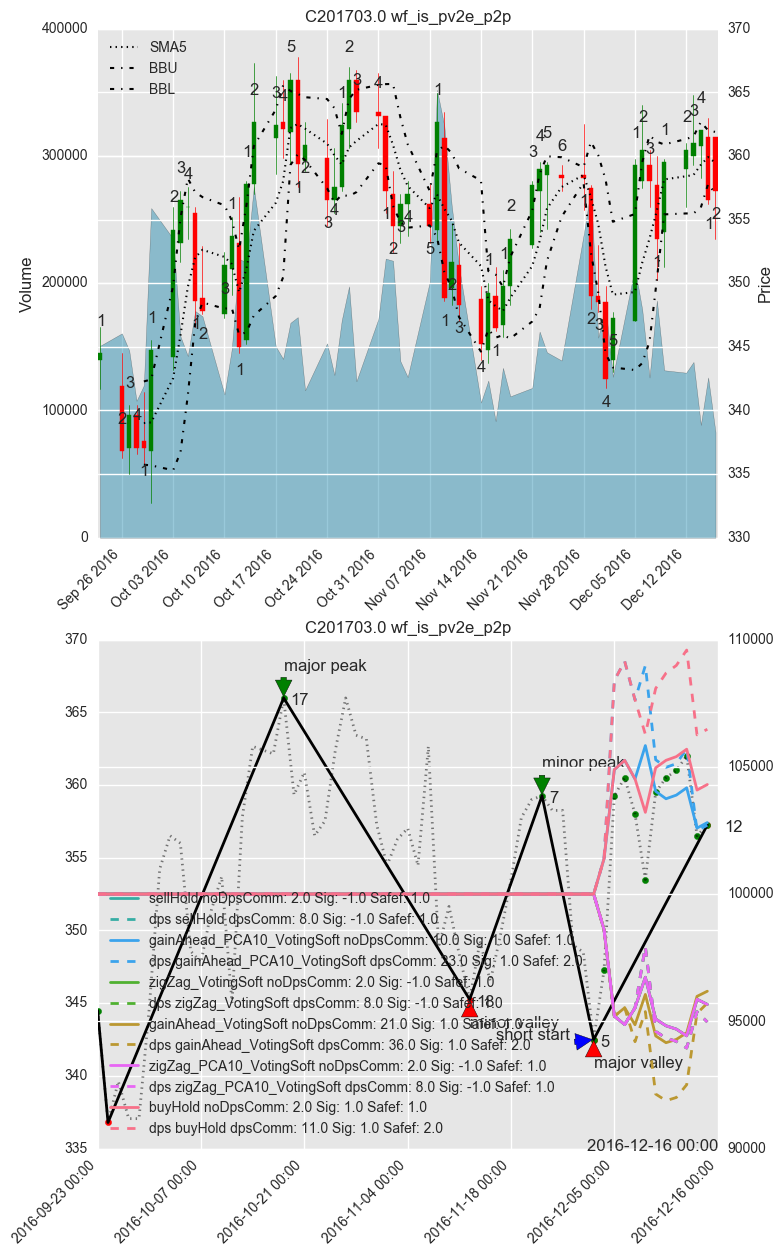 C201703.0 wf_is_pv2e_p2p
SMA5
BBU
BBL
400000
300000
200000
100000
0
Volume
370
365
360
355
350
345
340
335
330
Price
Sep 26 2016
Oct 03 2016
Oct 10 2016
Oct 17 2016
Oct 24 2016
Oct 31 2016
Nov 07 2016
Nov 14 2016
Nov 21 2016
Nov 28 2016
Dec 05 2016
Dec 12 2016
C201703.0 wf_is_pv2e_p2p
370
365
360
355
350
345
340
335
110000
105000
100000
95000
90000
major peak
17
minor peak
7
12
18
minor valley
short start
5
major valley
sellHold noDpsComm: 2.0 Sig: -1.0 Safef: 1.0
dps sellHold dpsComm: 8.0 Sig: -1.0 Safef: 1.0
gainAhead_PCA10_VotingSoft noDpsComm: 10.0 Sig: 1.0 Safef: 1.0
dps gainAhead_PCA10_VotingSoft dpsComm: 23.0 Sig: 1.0 Safef: 2.0
zigZag_VotingSoft noDpsComm: 2.0 Sig: -1.0 Safef: 1.0
dps zigZag_VotingSoft dpsComm: 8.0 Sig: -1.0 Safef: 1.0
gainAhead_VotingSoft noDpsComm: 21.0 Sig: 1.0 Safef: 1.0
dps gainAhead_VotingSoft dpsComm: 36.0 Sig: 1.0 Safef: 2.0
zigZag_PCA10_VotingSoft noDpsComm: 2.0 Sig: -1.0 Safef: 1.0
dps zigZag_PCA10_VotingSoft dpsComm: 8.0 Sig: -1.0 Safef: 1.0
buyHold noDpsComm: 2.0 Sig: 1.0 Safef: 1.0
dps buyHold dpsComm: 11.0 Sig: 1.0 Safef: 2.0
2016-12-16 00:00
2016-09-23 00:00
2016-10-07 00:00
2016-10-21 00:00
2016-11-04 00:00
2016-11-18 00:00
2016-12-05 00:00
2016-12-16 00:00